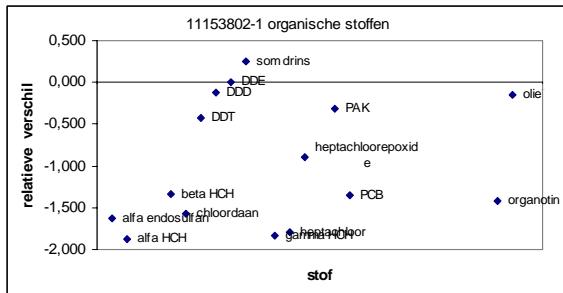 11153802-1 organische stoffen
relatieve verschil
0,500
0,000
-0,500
-1,000
-1,500
-2,000
som drins
DDE
DDD
DDT
PAK
olie
heptachloorepoxid
e
beta HCH
chloordaan
PCB
organotin
alfa endosulfan
alfa HCH
heptachloor
gamma HCH
stof